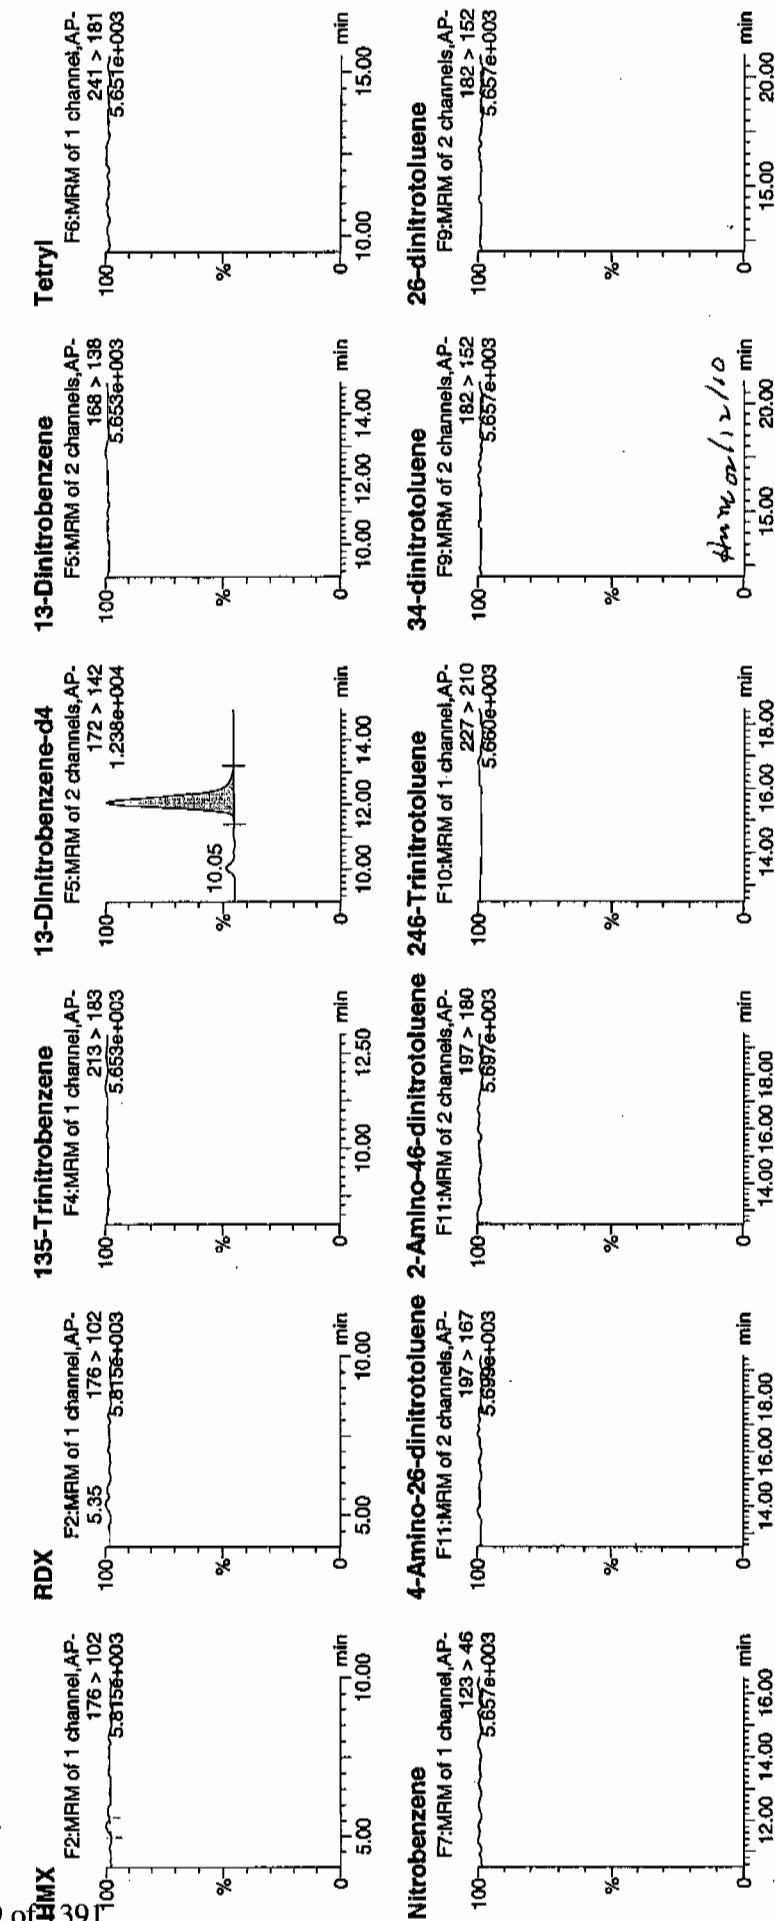 HMX
F2:MRM of 1 channel,AP-
176 > 102
5.815e+003
100
%
0
5.00
10.00
min
RDX
F2:MRM of 1 channel,AP-
176 > 102
5.815e+003
5.35
100
%
0
5.00
10.00
min
135-Trinitrobenzene
F4:MRM of 1 channel,AP-
213 > 183
5.653e+003
100
%
0
10.00
12.50
min
13-Dinitrobenzene-d4
F5:MRM of 2 channels,AP-
172 > 142
1.238e+004
10.05
100
%
0
10.00
12.00
14.00
min
13-Dinitrobenzene
F5:MRM of 2 channels,AP-
168 > 138
5.653e+003
100
%
0
10.00
12.00
14.00
min
Tetryl
F6:MRM of 1 channel,AP-
241 > 181
5.651e+003
100
%
0
10.00
15.00
min
Nitrobenzene
F7:MRM of 1 channel,AP-
123 > 46
5.657e+003
100
%
0
12.00
14.00
16.00
min
4-Amino-26-dinitrotoluene
F11:MRM of 2 channels,AP-
197 > 167
5.699e+003
100
%
0
14.00
16.00
18.00
min
2-Amino-46-dinitrotoluene
F11:MRM of 2 channels,AP-
197 > 180
5.697e+003
100
%
0
14.00
16.00
18.00
min
246-Trinitrotoluene
F10:MRM of 1 channel,AP-
227 > 210
5.660e+003
100
%
0
14.00
16.00
18.00
min
34-dinitrotoluene
F9:MRM of 2 channels,AP-
182 > 152
5.657e+003
100
%
0
15.00
20.00
min
02/12/10
26-dinitrotoluene
F9:MRM of 2 channels,AP-
182 > 152
5.657e+003
100
%
0
15.00
20.00
min
of 1391